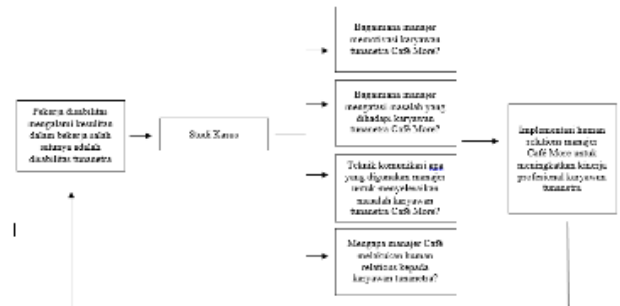 Pekerja disabilitas
mengalami kesulitan
dalam bekerja salah
satunya adalah
disabilitas tunanetra
Studi Kasus
Bagaimana manajer
memotivasi karyawan
tunanetra Café More?
Bagaimana manajer
mengatasi masalah yang
dihadapi karyawan
tunanetra Café More?
Teknik komunikasi apa
yang digunakan manajer
untuk menyelesaikan
masalah karyawan
tunanetra Café More?
Mengapa manajer Café
melakukan human
relations kepada
karyawan tunanetra?
Implementasi human
relations manajer
Café More untuk
meningkatkan kinerja
profesional karyawan
tunanetra